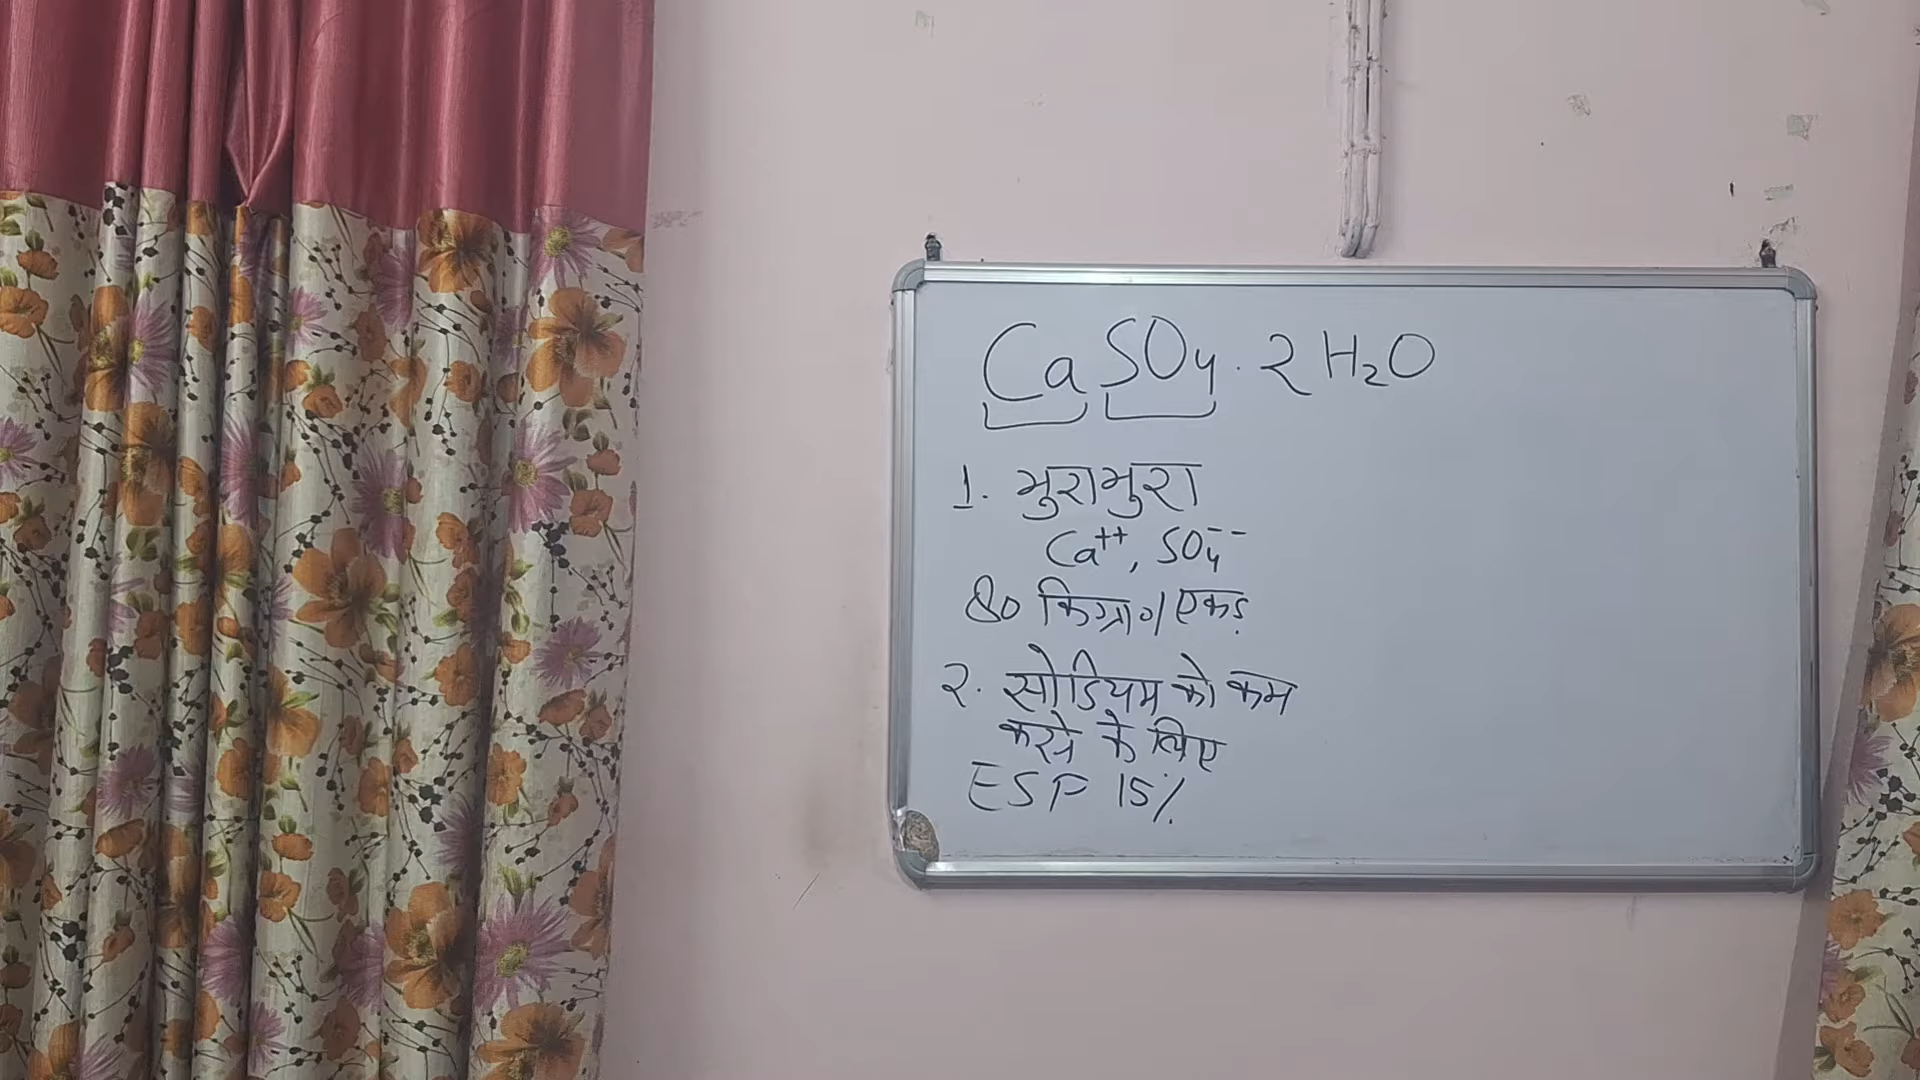 CaSO₄·2H₂O
1. भुराभुरा
Ca⁺⁺, SO₄⁻⁻
80 किग्रा०/एकड़
2. सोडियम को कम
करने के लिए
ESP 15%